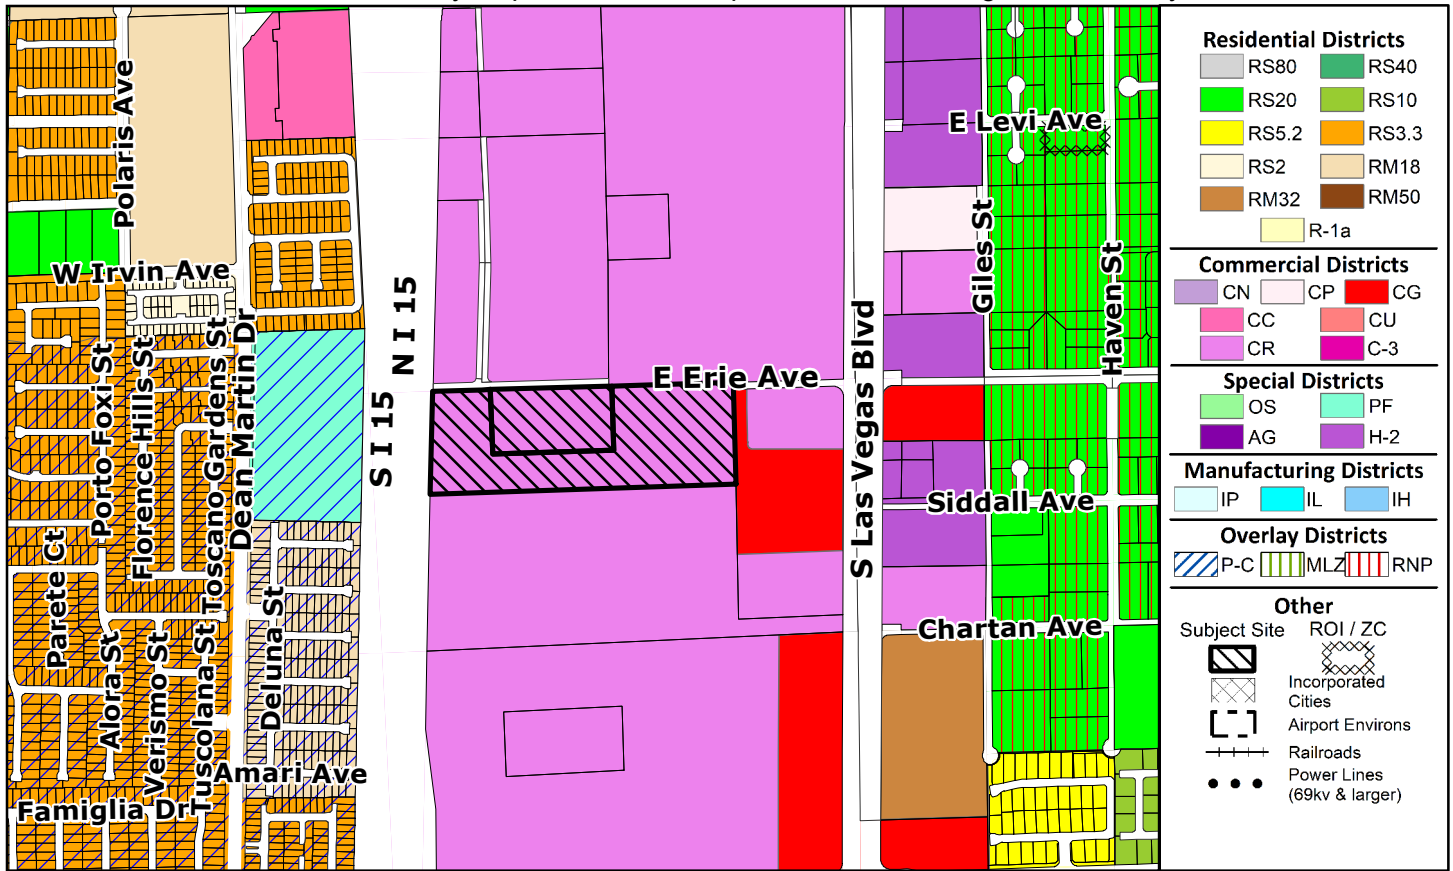 Polaris Ave
W Irvin Ave
Porto Foxi St
Florence Hills St
Toscano Gardens St
Dean Martin Dr
Parete Ct
Alora St
Verismo St
Tuscolana St
Deluna St
Amari Ave
Famiglia Dr
N I 15
S I 15
E Erie Ave
S Las Vegas Blvd
E Levi Ave
Giles St
Haven St
Siddall Ave
Chartan Ave
Residential Districts
RS80 RS40
RS20 RS10
RS5.2 RS3.3
RS2 RM18
RM32 RM50
R-1a
Commercial Districts
CN CP CG
CC CU
CR C-3
Special Districts
OS PF
AG H-2
Manufacturing Districts
IP IL IH
Overlay Districts
P-C MLZ RNP
Other
Subject Site ROI / ZC
Incorporated
Cities
Airport Environs
Railroads
Power Lines
(69kv & larger)